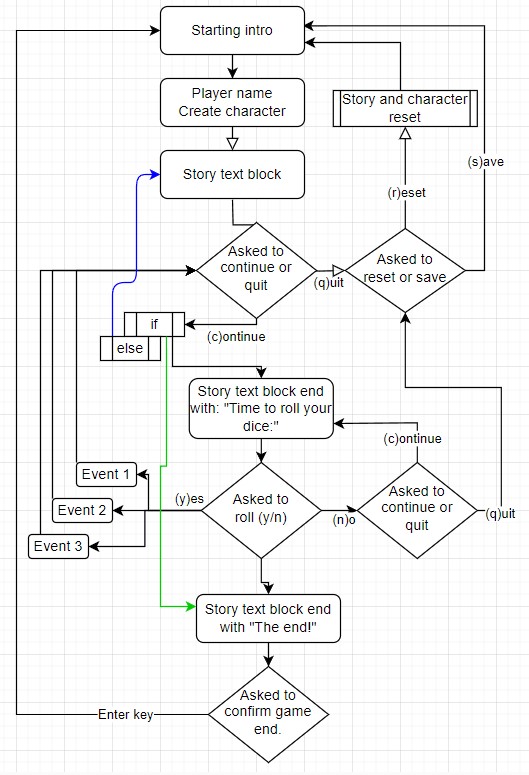 Starting intro
Player name
Create character
Story and character
reset
(s)ave
Story text block
(r)eset
Asked to
continue or
quit
Asked to
reset or save
(q)uit
if
(c)ontinue
else
Story text block end
with: "Time to roll your
dice:"
(c)ontinue
Event 1
(y)es
Asked to
roll (y/n)
Asked to
continue or
quit
Event 2
(n)o
(q)uit
Event 3
Story text block end
with "The end!"
Asked to
confirm game
end.
Enter key